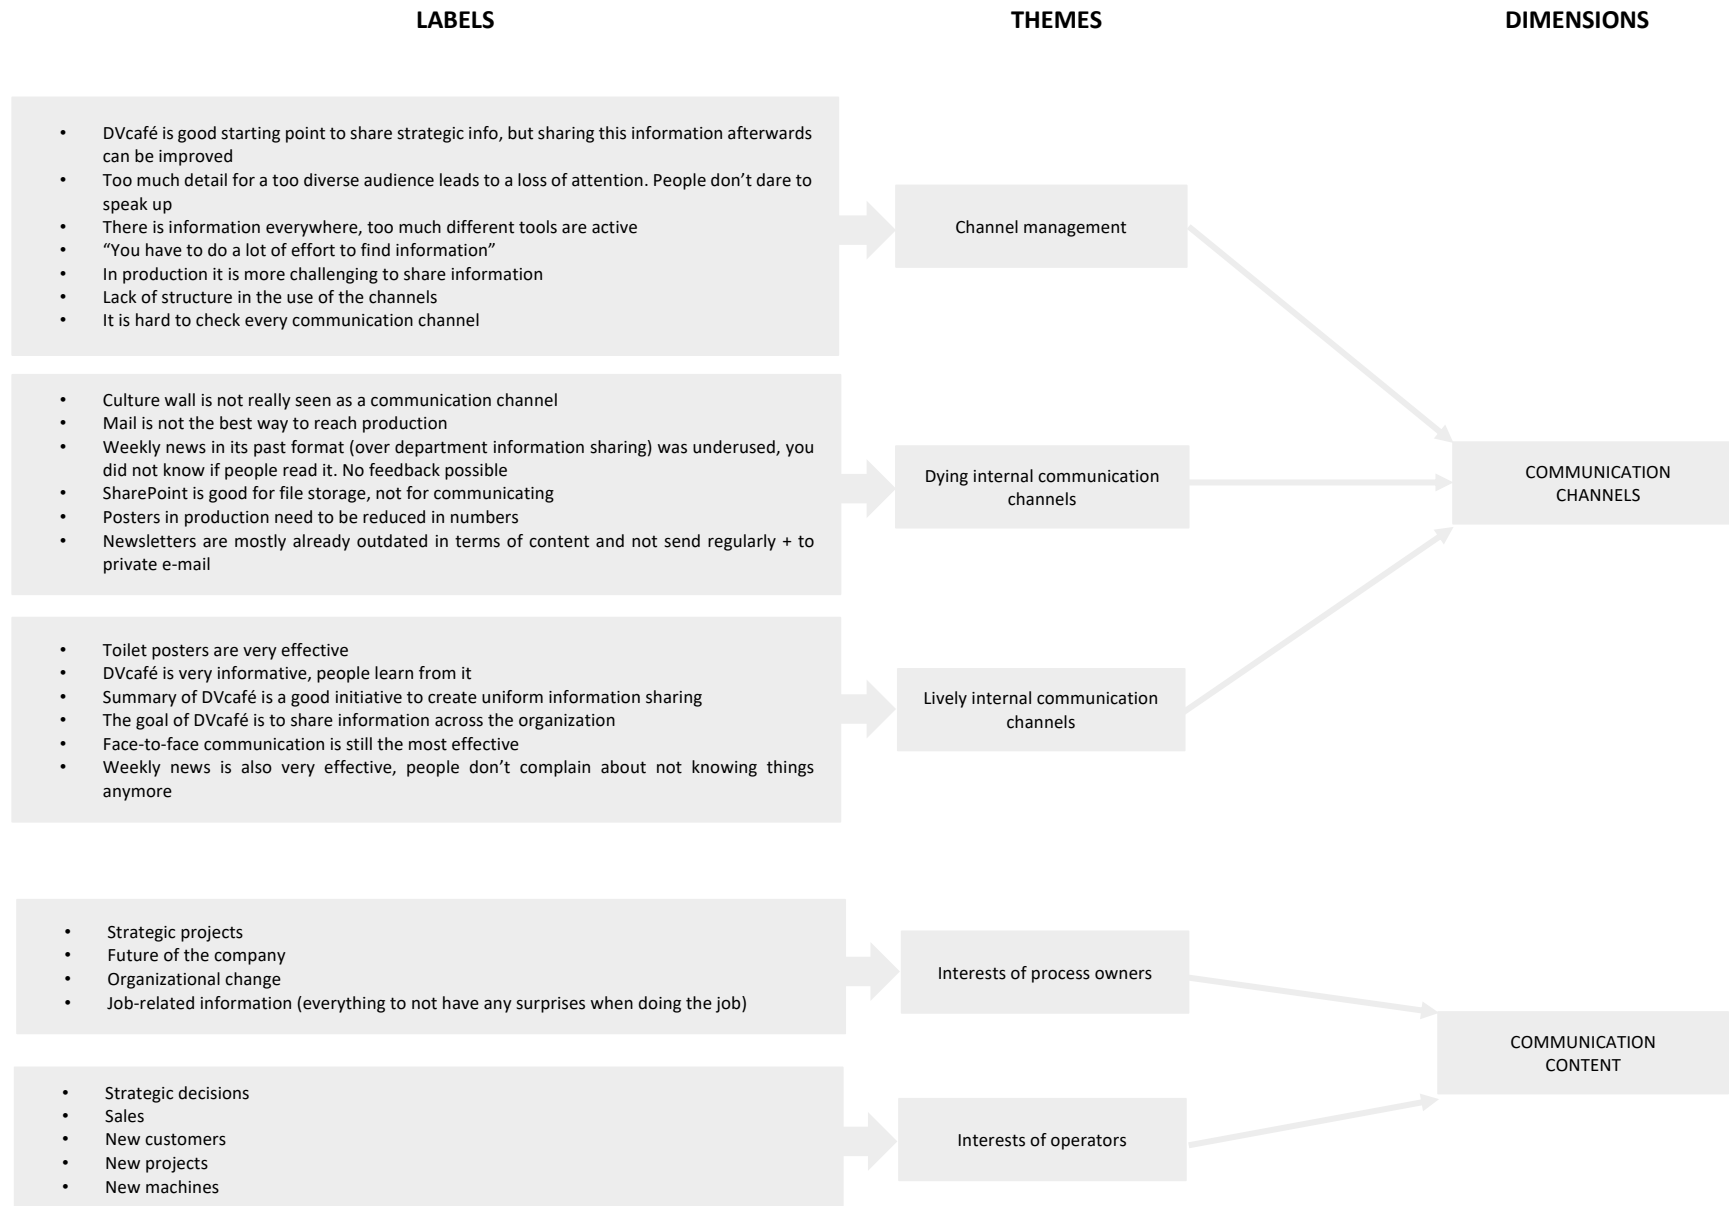 LABELS
THEMES
DIMENSIONS
• DVcafé is good starting point to share strategic info, but sharing this information afterwards
can be improved
• Too much detail for a too diverse audience leads to a loss of attention. People don’t dare to
speak up
• There is information everywhere, too much different tools are active
• “You have to do a lot of effort to find information”
• In production it is more challenging to share information
• Lack of structure in the use of the channels
• It is hard to check every communication channel
Channel management
• Culture wall is not really seen as a communication channel
• Mail is not the best way to reach production
• Weekly news in its past format (over department information sharing) was underused, you
did not know if people read it. No feedback possible
• SharePoint is good for file storage, not for communicating
• Posters in production need to be reduced in numbers
• Newsletters are mostly already outdated in terms of content and not send regularly + to
private e-mail
Dying internal communication
channels
COMMUNICATION
CHANNELS
• Toilet posters are very effective
• DVcafé is very informative, people learn from it
• Summary of DVcafé is a good initiative to create uniform information sharing
• The goal of DVcafé is to share information across the organization
• Face-to-face communication is still the most effective
• Weekly news is also very effective, people don’t complain about not knowing things
anymore
Lively internal communication
channels
• Strategic projects
• Future of the company
• Organizational change
• Job-related information (everything to not have any surprises when doing the job)
Interests of process owners
COMMUNICATION
CONTENT
• Strategic decisions
• Sales
• New customers
• New projects
• New machines
Interests of operators